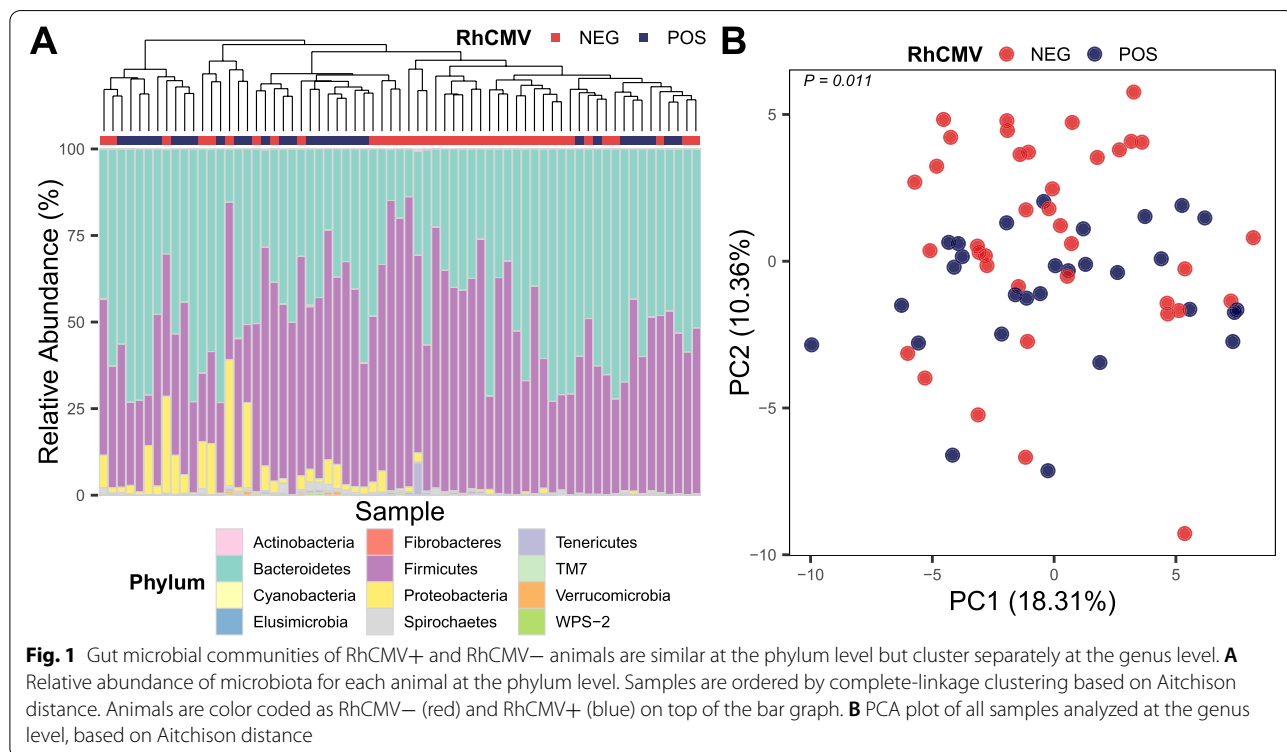 A
RhCMV NEG POS
100
75
50
25
0
Relative Abundance (%)
Sample
Phylum
Actinobacteria
Bacteroidetes
Cyanobacteria
Elusimicrobia
Fibrobacteres
Firmicutes
Proteobacteria
Spirochaetes
Tenericutes
TM7
Verrucomicrobia
WPS−2
B
RhCMV NEG POS
P = 0.011
5
0
−5
−10
PC2 (10.36%)
−10 −5 0 5
PC1 (18.31%)
Fig. 1 Gut microbial communities of RhCMV+ and RhCMV− animals are similar at the phylum level but cluster separately at the genus level. A
Relative abundance of microbiota for each animal at the phylum level. Samples are ordered by complete-linkage clustering based on Aitchison
distance. Animals are color coded as RhCMV− (red) and RhCMV+ (blue) on top of the bar graph. B PCA plot of all samples analyzed at the genus
level, based on Aitchison distance